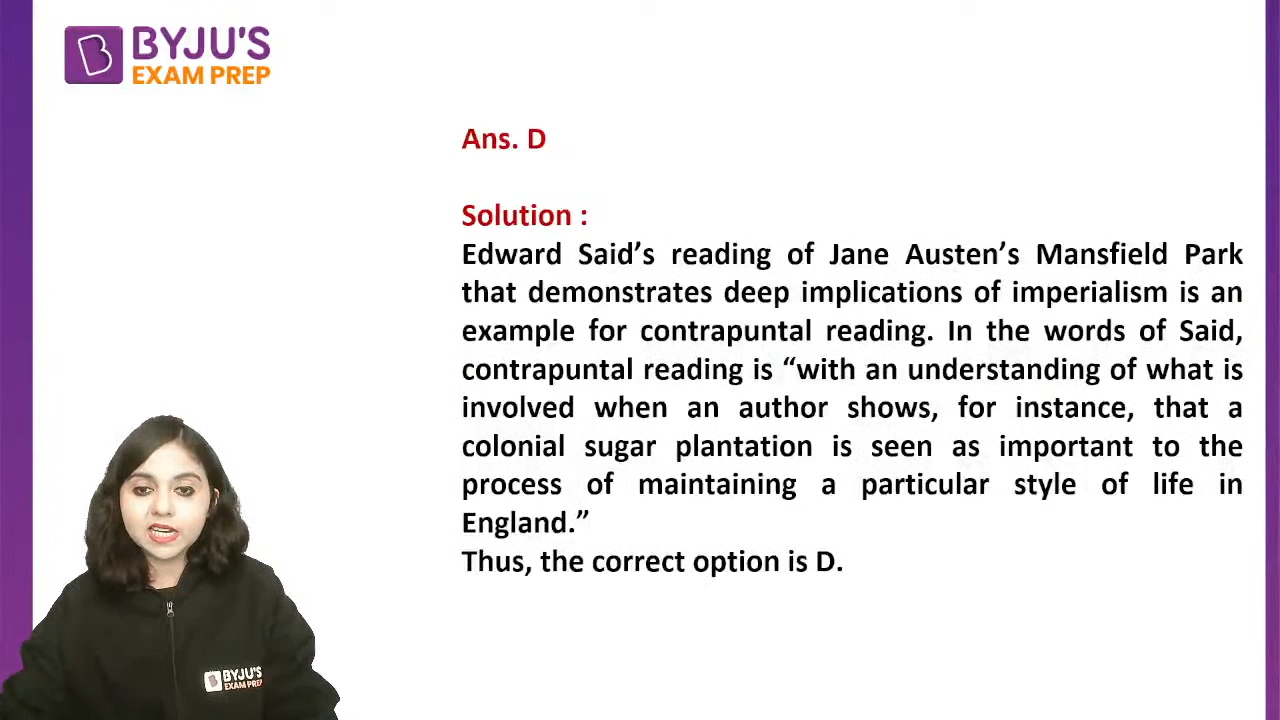 BYJU'S
EXAM PREP
Ans. D
Solution :
Edward Said’s reading of Jane Austen’s Mansfield Park
that demonstrates deep implications of imperialism is an
example for contrapuntal reading. In the words of Said,
contrapuntal reading is “with an understanding of what is
involved when an author shows, for instance, that a
colonial sugar plantation is seen as important to the
process of maintaining a particular style of life in
England.”
Thus, the correct option is D.
BYJU'S
EXAM PREP